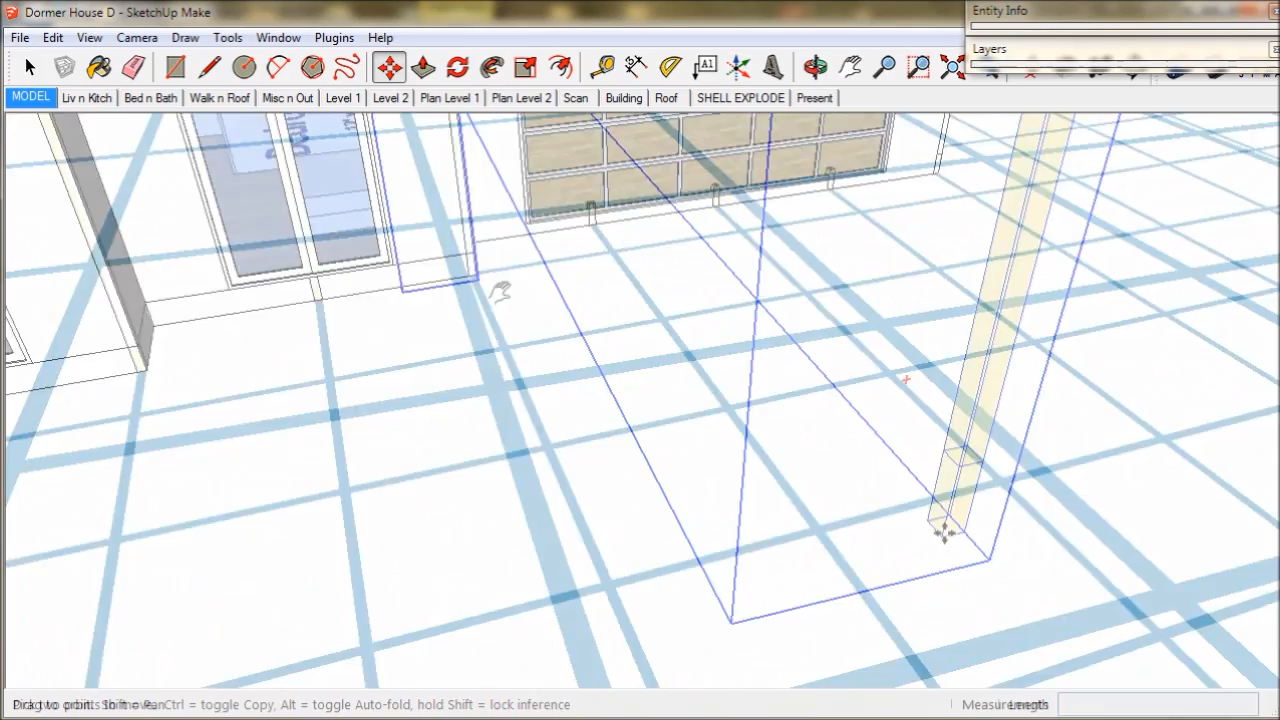 Dormer House D - SketchUp Make
Entity Info
File Edit View Camera Draw Tools Window Plugins Help
Layers
MODEL Liv n Kitch Bed n Bath Walk n Roof Misc n Out Level 1 Level 2 Plan Level 1 Plan Level 2 Scan Building Roof SHELL EXPLODE Present
Ctrl = toggle Copy, Alt = toggle Auto-fold, hold Shift = lock inference